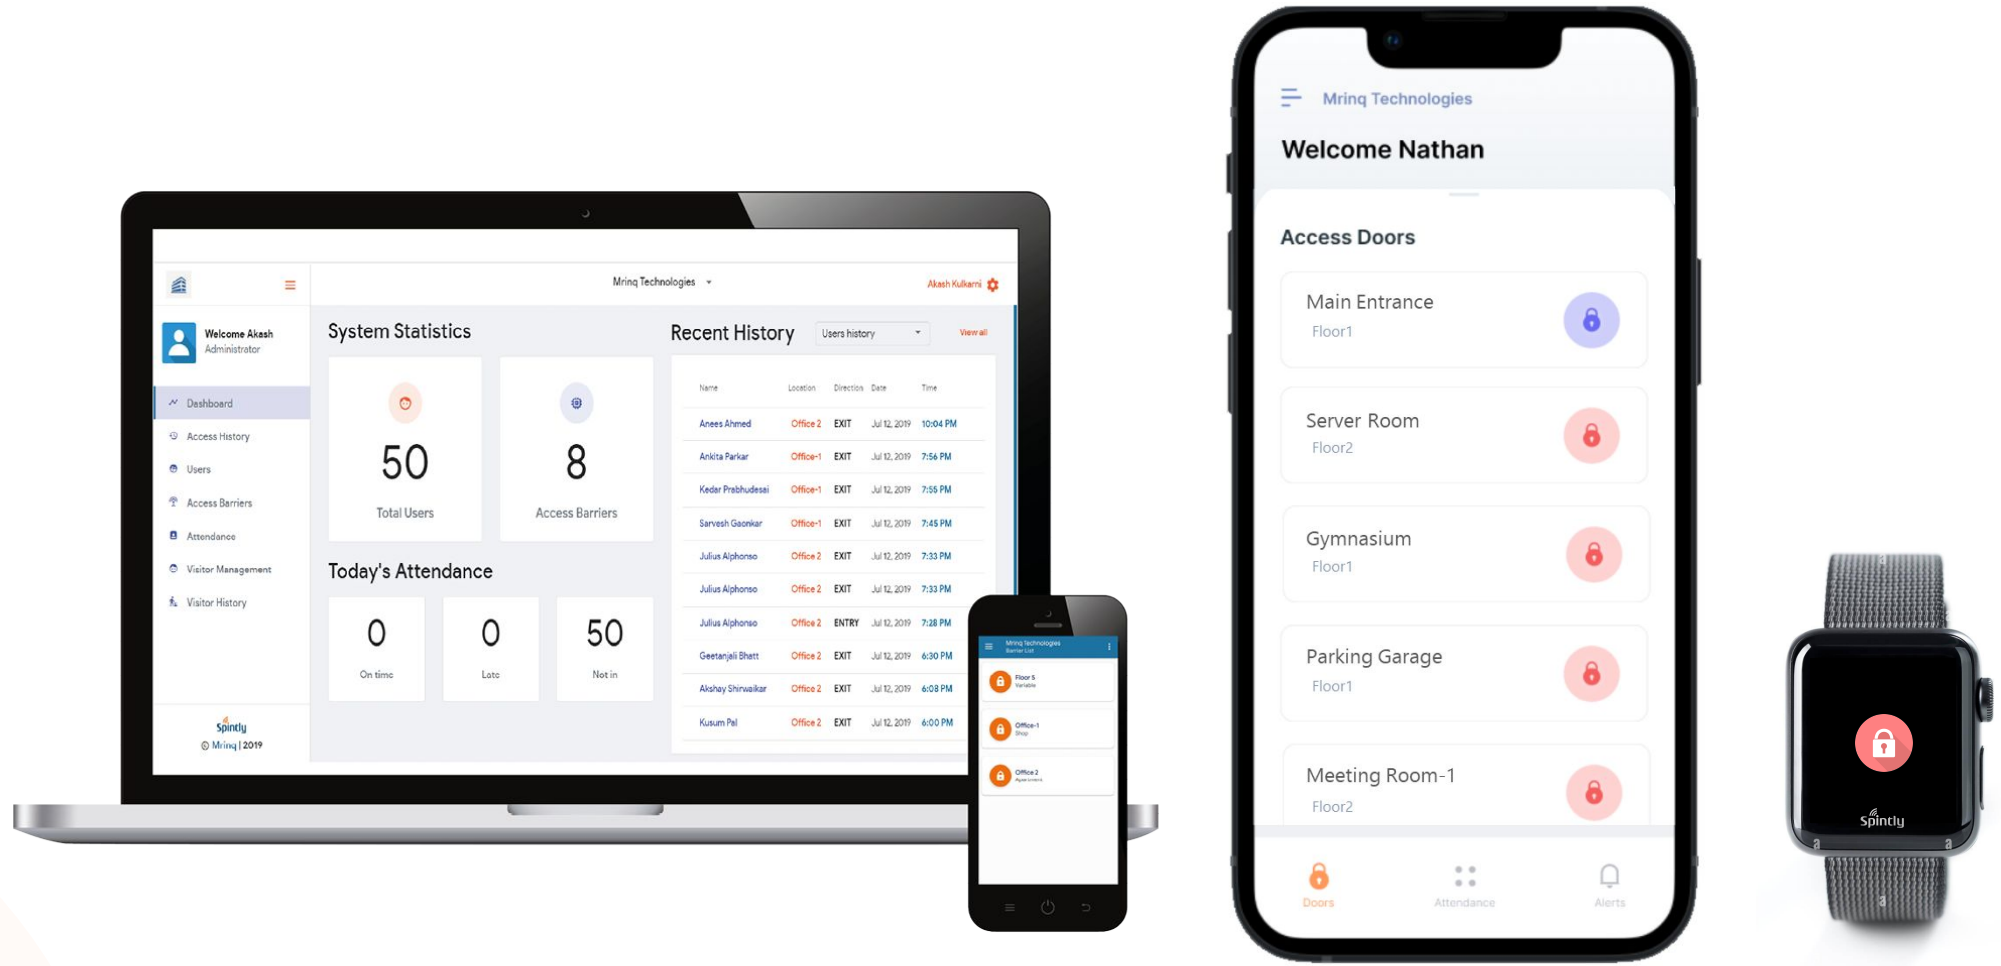 Mrinq Technologies
Akash Kulkarni
Welcome Akash
Administrator
Dashboard
Access History
Users
Access Barriers
Attendance
Visitor Management
Visitor History
Spintly
© Mrinq | 2019
System Statistics
50
Total Users
8
Access Barriers
Today's Attendance
0
On time
0
Late
50
Not in
Recent History
Users history
View all
Name Location Direction Date Time
Anees Ahmed Office 2 EXIT Jul 12, 2019 10:04 PM
Ankita Parkar Office-1 EXIT Jul 12, 2019 7:56 PM
Kedar Prabhudesai Office-1 EXIT Jul 12, 2019 7:55 PM
Sarvesh Gaonkar Office-1 EXIT Jul 12, 2019 7:45 PM
Julius Alphonso Office 2 EXIT Jul 12, 2019 7:33 PM
Julius Alphonso Office 2 EXIT Jul 12, 2019 7:33 PM
Julius Alphonso Office 2 ENTRY Jul 12, 2019 7:28 PM
Geetanjali Bhatt Office 2 EXIT Jul 12, 2019 6:30 PM
Akshay Shirwaikar Office 2 EXIT Jul 12, 2019 6:03 PM
Kusum Pal Office 2 EXIT Jul 12, 2019 6:00 PM
Mrinq Technologies
Barrier List
Floor 5
Variable
Office-1
Shop
Office 2
Mrinq Technologies
Welcome Nathan
Access Doors
Main Entrance
Floor1
Server Room
Floor2
Gymnasium
Floor1
Parking Garage
Floor1
Meeting Room-1
Floor2
Doors
Attendance
Alerts
Spintly
a
a
a
a